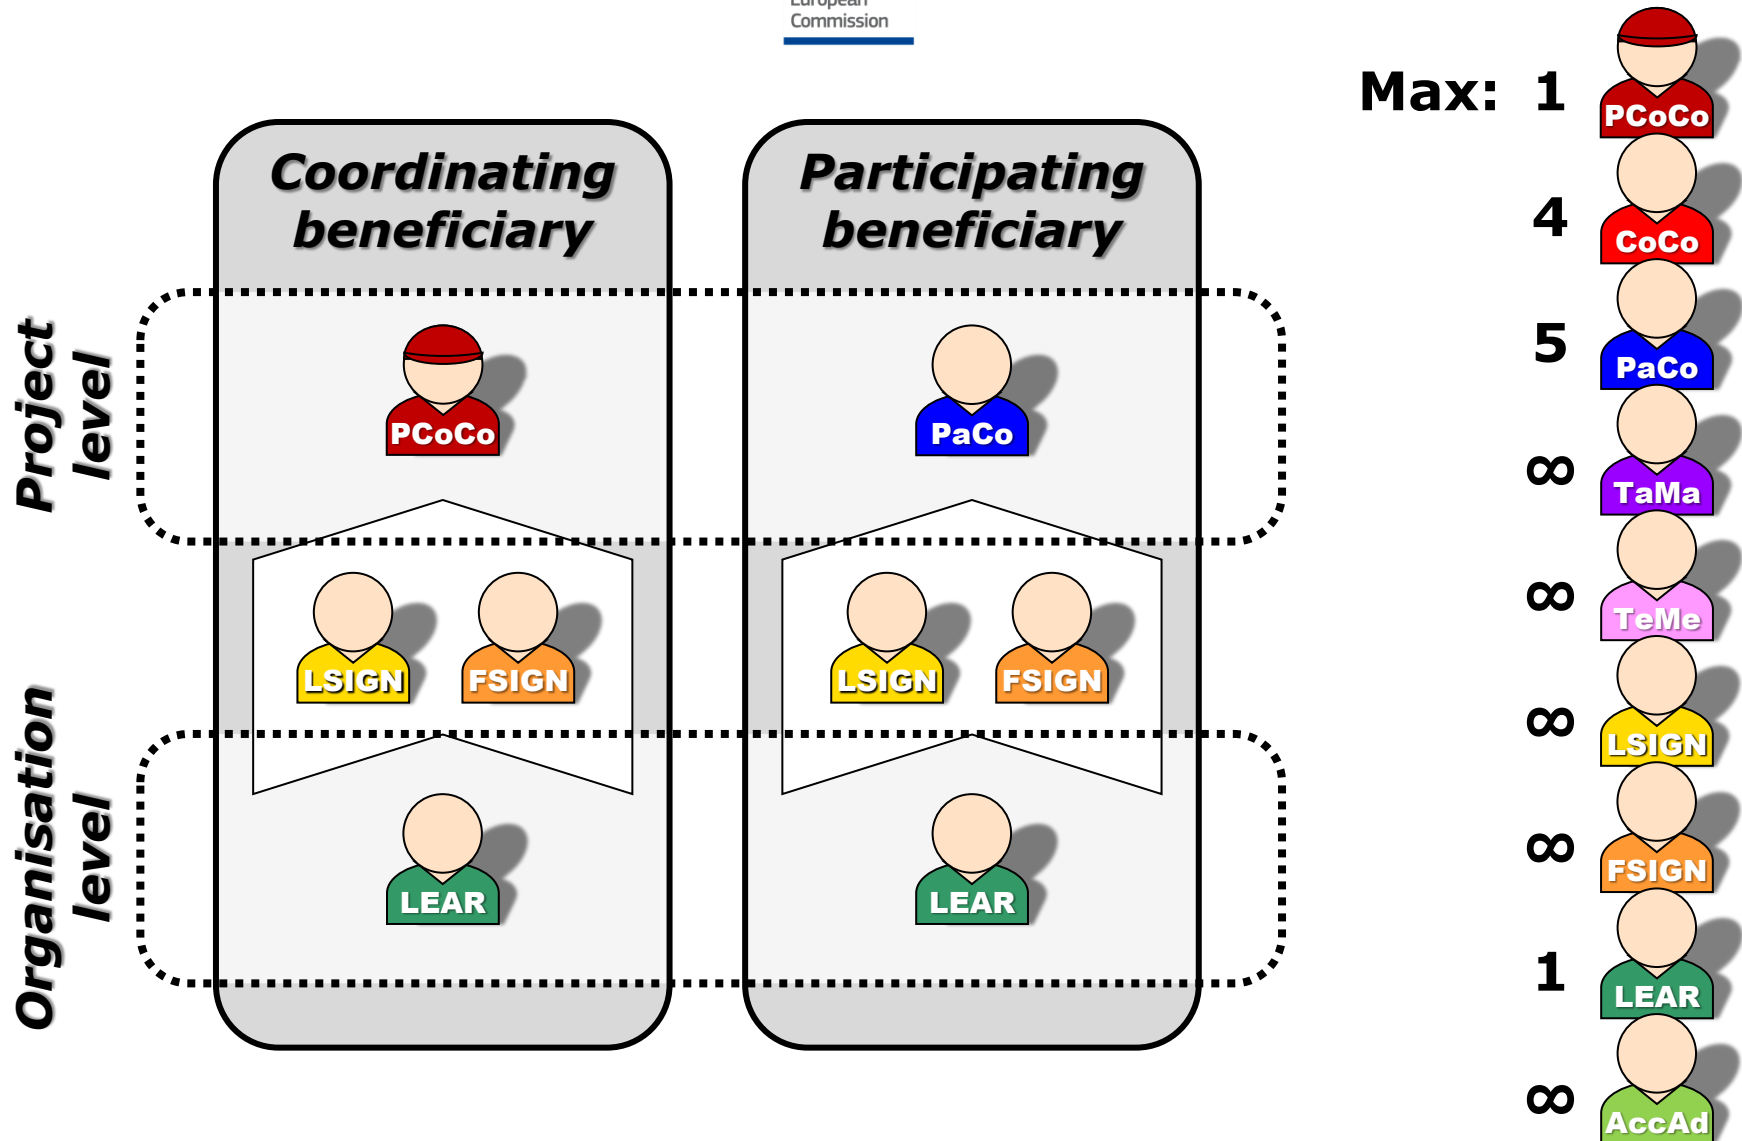 European
Commission
Max: 1
PCoCo
4
CoCo
5
PaCo
∞
TaMa
∞
TeMe
∞
LSIGN
∞
FSIGN
1
LEAR
∞
AccAd
Coordinating
beneficiary
Participating
beneficiary
Project
level
PCoCo
PaCo
LSIGN
FSIGN
LSIGN
FSIGN
Organisation
level
LEAR
LEAR